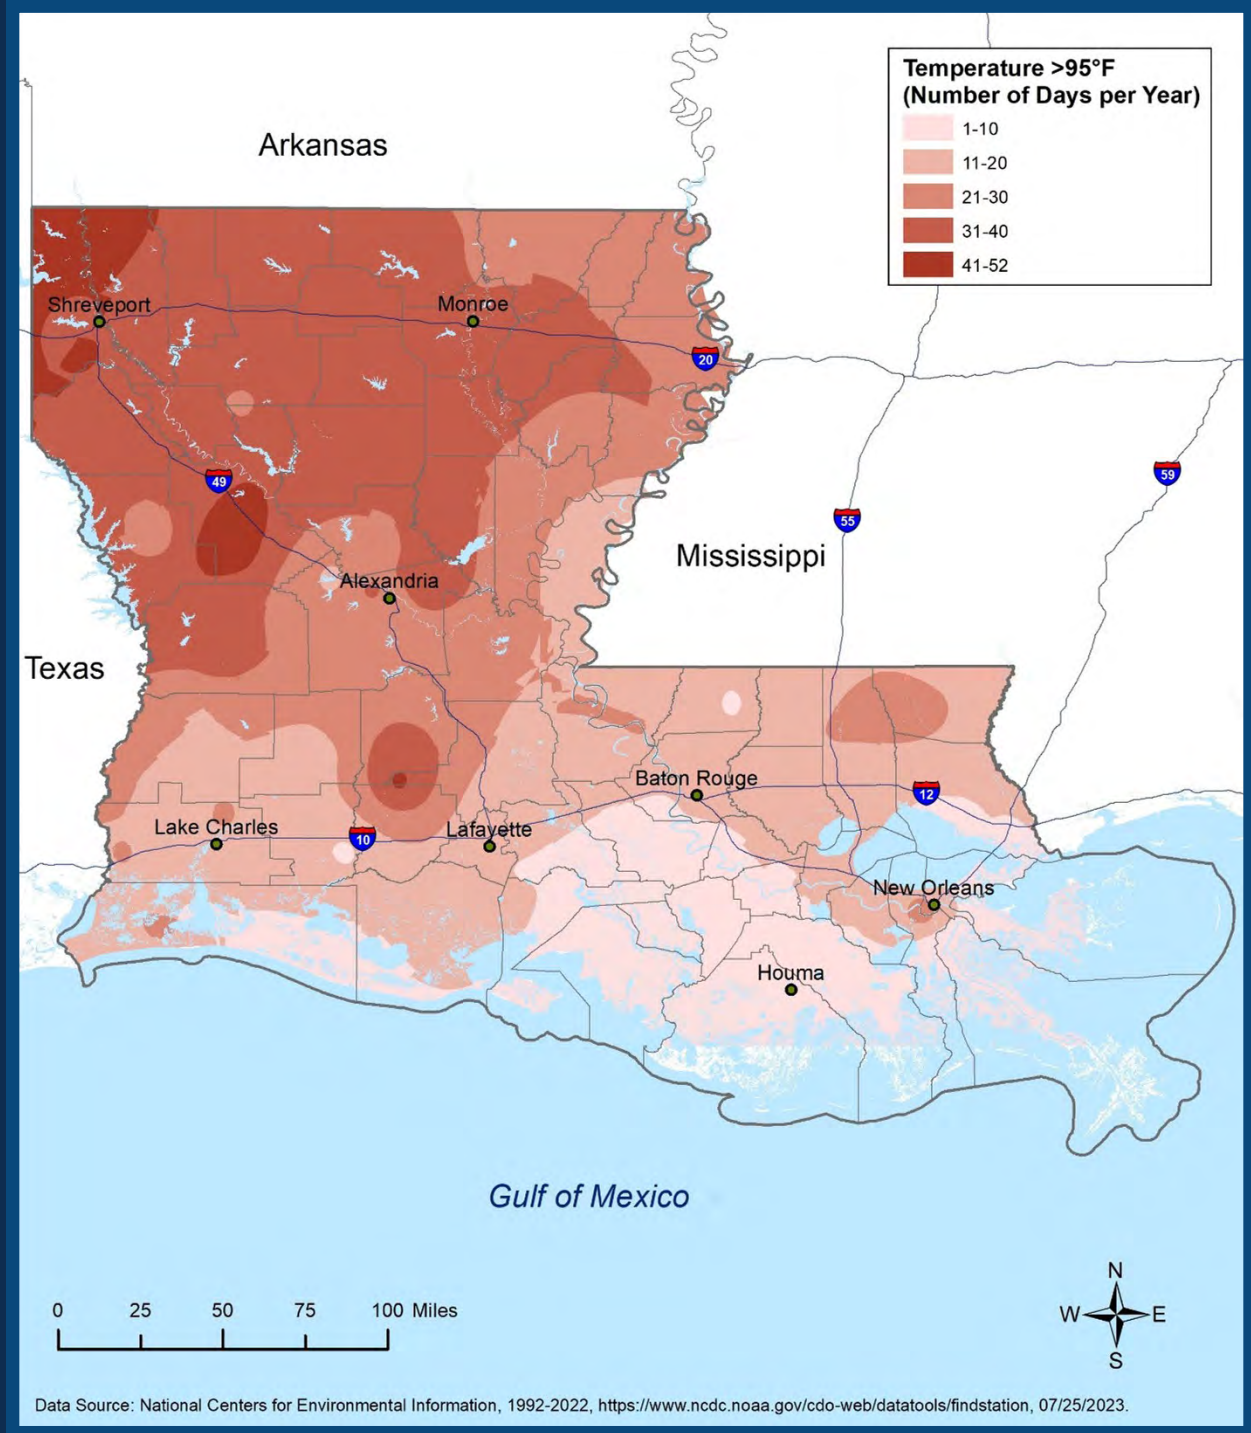 Temperature >95°F
(Number of Days per Year)
1-10
11-20
21-30
31-40
41-52
Arkansas
Shreveport
Monroe
20
49
59
55
Mississippi
Alexandria
Texas
Baton Rouge
12
Lake Charles
10
Lafayette
New Orleans
Houma
Gulf of Mexico
N
W E
S
0 25 50 75 100 Miles
Data Source: National Centers for Environmental Information, 1992-2022, https://www.ncdc.noaa.gov/cdo-web/datatools/findstation, 07/25/2023.